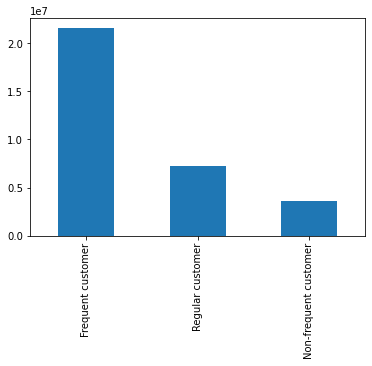 1e7
2.0
1.5
1.0
0.5
0.0
Frequent customer
Regular customer
Non-frequent customer